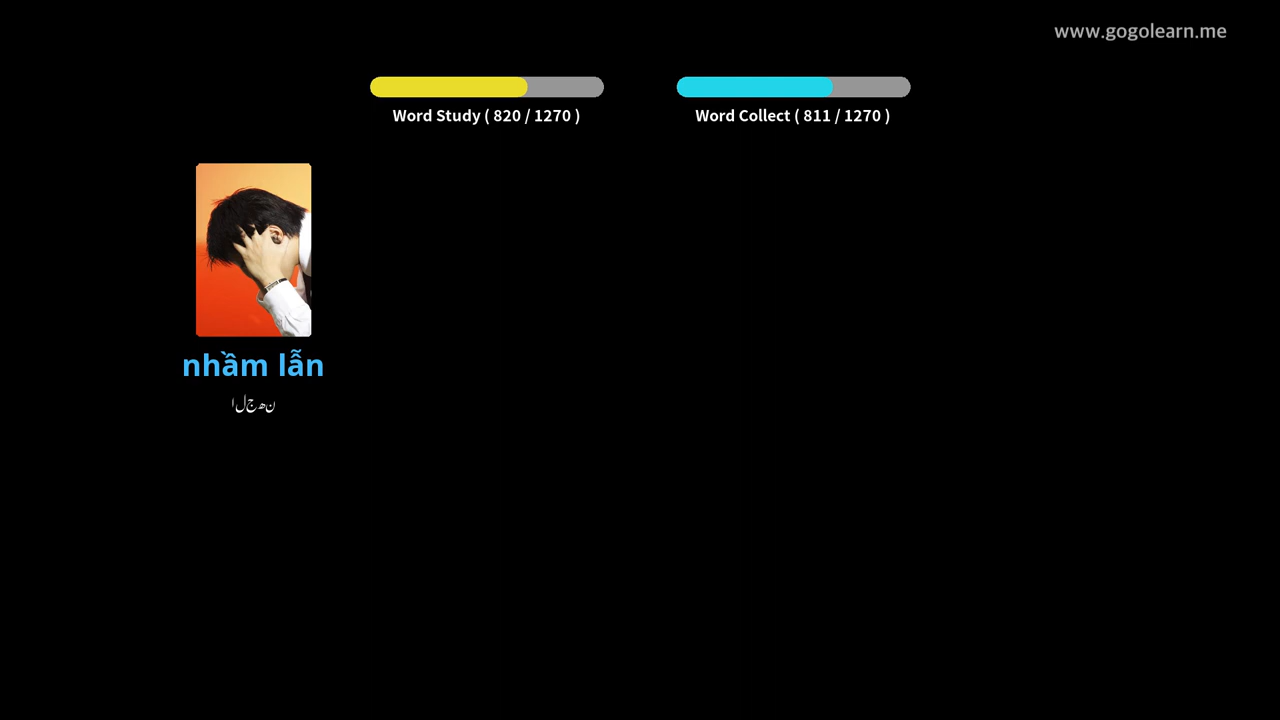 www.gogolearn.me
Word Study ( 820 / 1270 )
Word Collect ( 811 / 1270 )
nhầm lẫn
الجھن